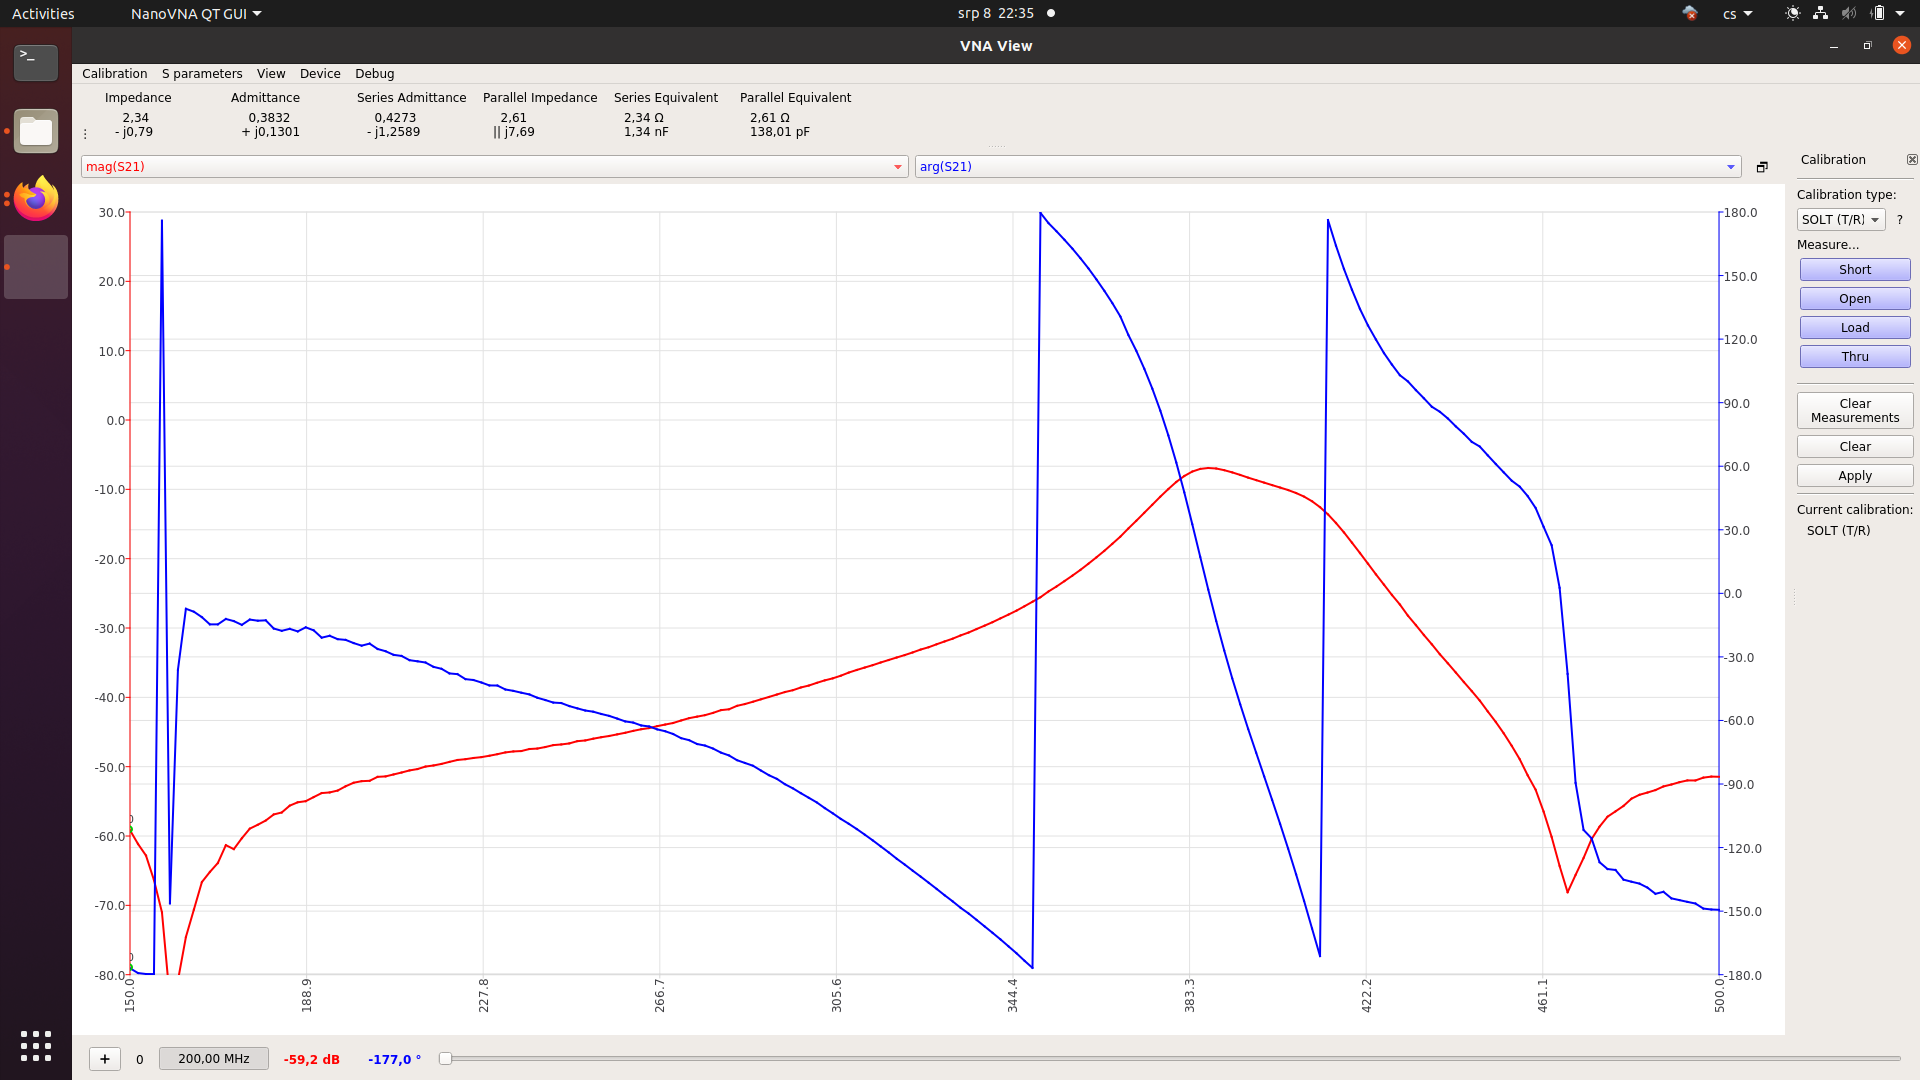 Activities NanoVNA QT GUI srp 8 22:35 cs
VNA View
Calibration S parameters View Device Debug
Impedance Admittance Series Admittance Parallel Impedance Series Equivalent Parallel Equivalent
2,34 0,3832 0,4273 2,61 2,34 Ω 2,61 Ω
- j0,79 + j0,1301 - j1,2589 || j7,69 1,34 nF 138,01 pF
mag(S21) arg(S21)
Calibration
Calibration type:
SOLT (T/R) ?
Measure...
Short
Open
Load
Thru
Clear
Measurements
Clear
Apply
Current calibration:
SOLT (T/R)
30.0
20.0
10.0
0.0
-10.0
-20.0
-30.0
-40.0
-50.0
-60.0
-70.0
-80.0
0
0
180.0
150.0
120.0
90.0
60.0
30.0
0.0
-30.0
-60.0
-90.0
-120.0
-150.0
-180.0
150.0 188.9 227.8 266.7 305.6 344.4 383.3 422.2 461.1 500.0
+ 0 200,00 MHz -59,2 dB -177,0 °